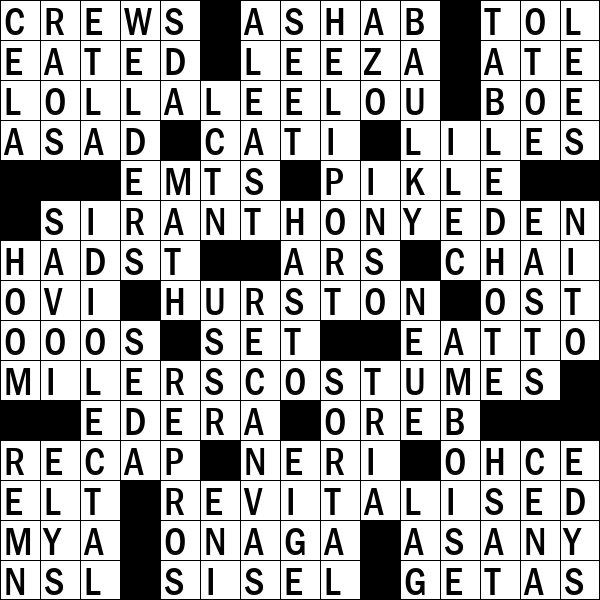 CREWS ASHAB TOL
EATED LEEZA ATE
LOLLALEELOU BOE
ASAD CATI LILES
EMTS PIKLE
SIRANTHONYEDEN
HADST ARS CHAI
OVI HURSTON OST
OOOS SET EATTO
MILERSCOSTUMES
EDERA OREB
RECAP NERI OHCE
ELT REVITALISED
MYA ONAGA ASANY
NSL SISEL GETAS